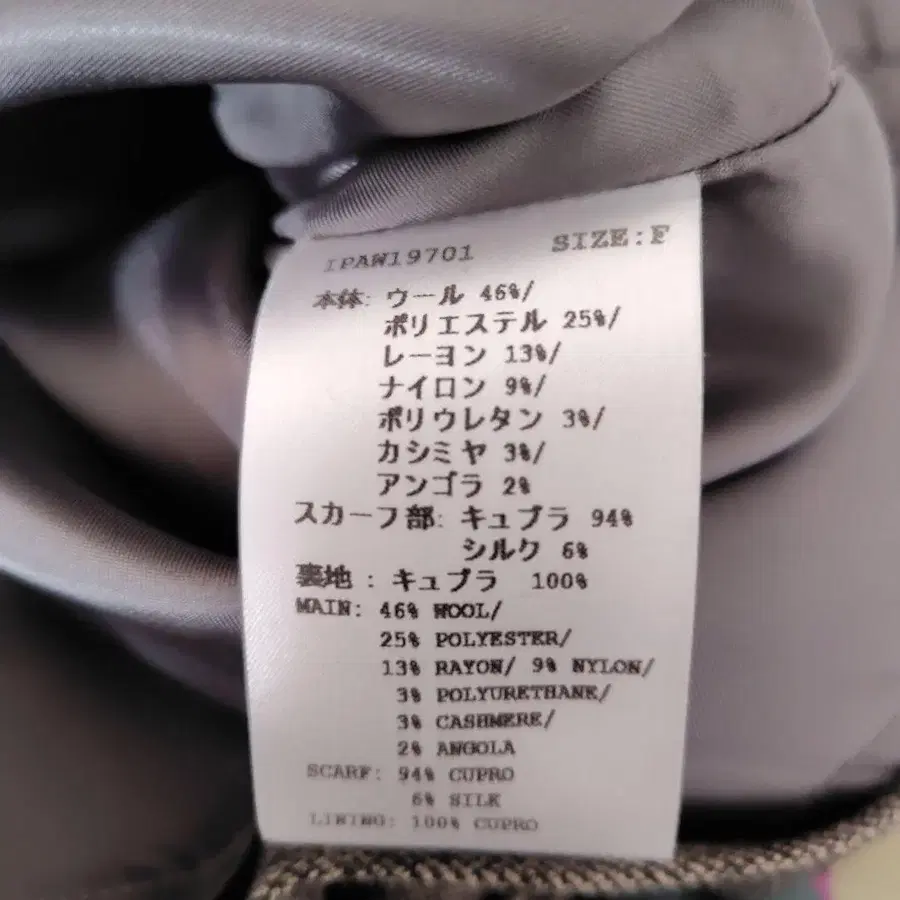 IPAW19701 SIZE:F
本体: ウール 46%/
ポリエステル 25%/
レーヨン 13%/
ナイロン 9%/
ポリウレタン 3%/
カシミヤ 3%/
アンゴラ 2%
スカーフ部: キュプラ 94%
シルク 6%
裏地 : キュプラ 100%
MAIN: 46% WOOL/
25% POLYESTER/
13% RAYON/ 9% NYLON/
3% POLYURETHANE/
3% CASHMERE/
2% ANGOLA
SCARF: 94% CUPRO
6% SILK
LINING: 100% CUPRO